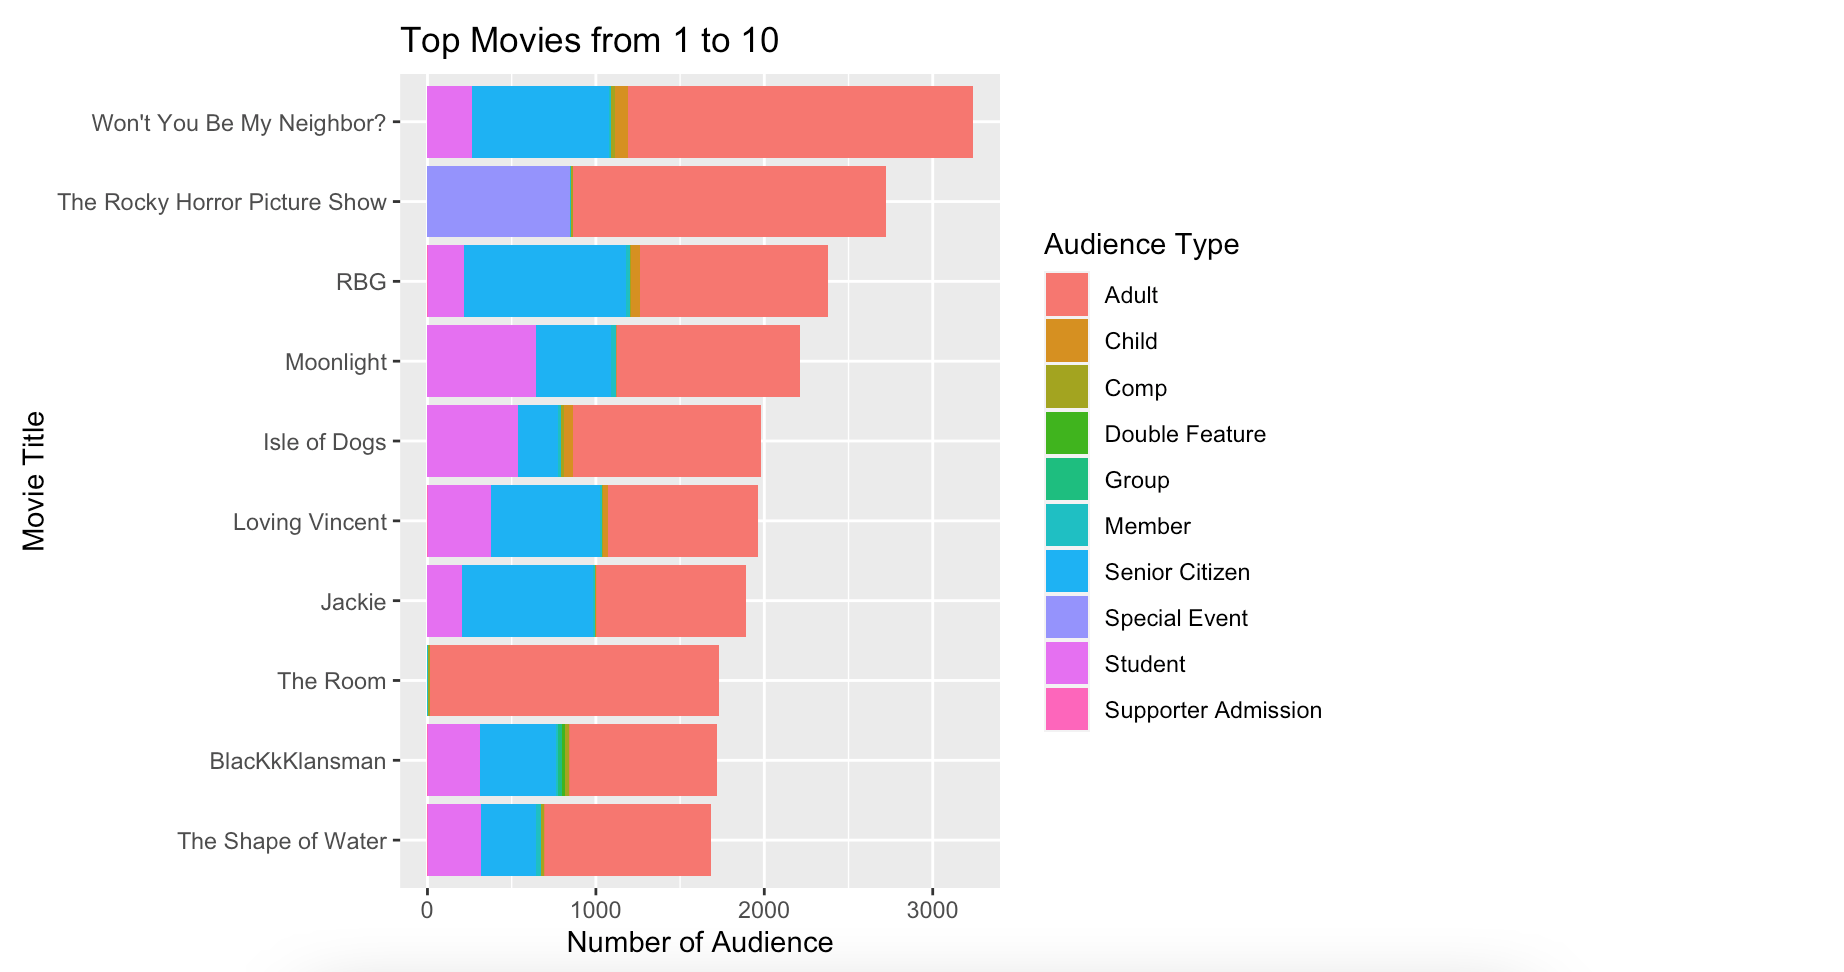 Top Movies from 1 to 10
Movie Title
Won't You Be My Neighbor?
The Rocky Horror Picture Show
RBG
Moonlight
Isle of Dogs
Loving Vincent
Jackie
The Room
BlacKkKlansman
The Shape of Water
0 1000 2000 3000
Number of Audience
Audience Type
Adult
Child
Comp
Double Feature
Group
Member
Senior Citizen
Special Event
Student
Supporter Admission